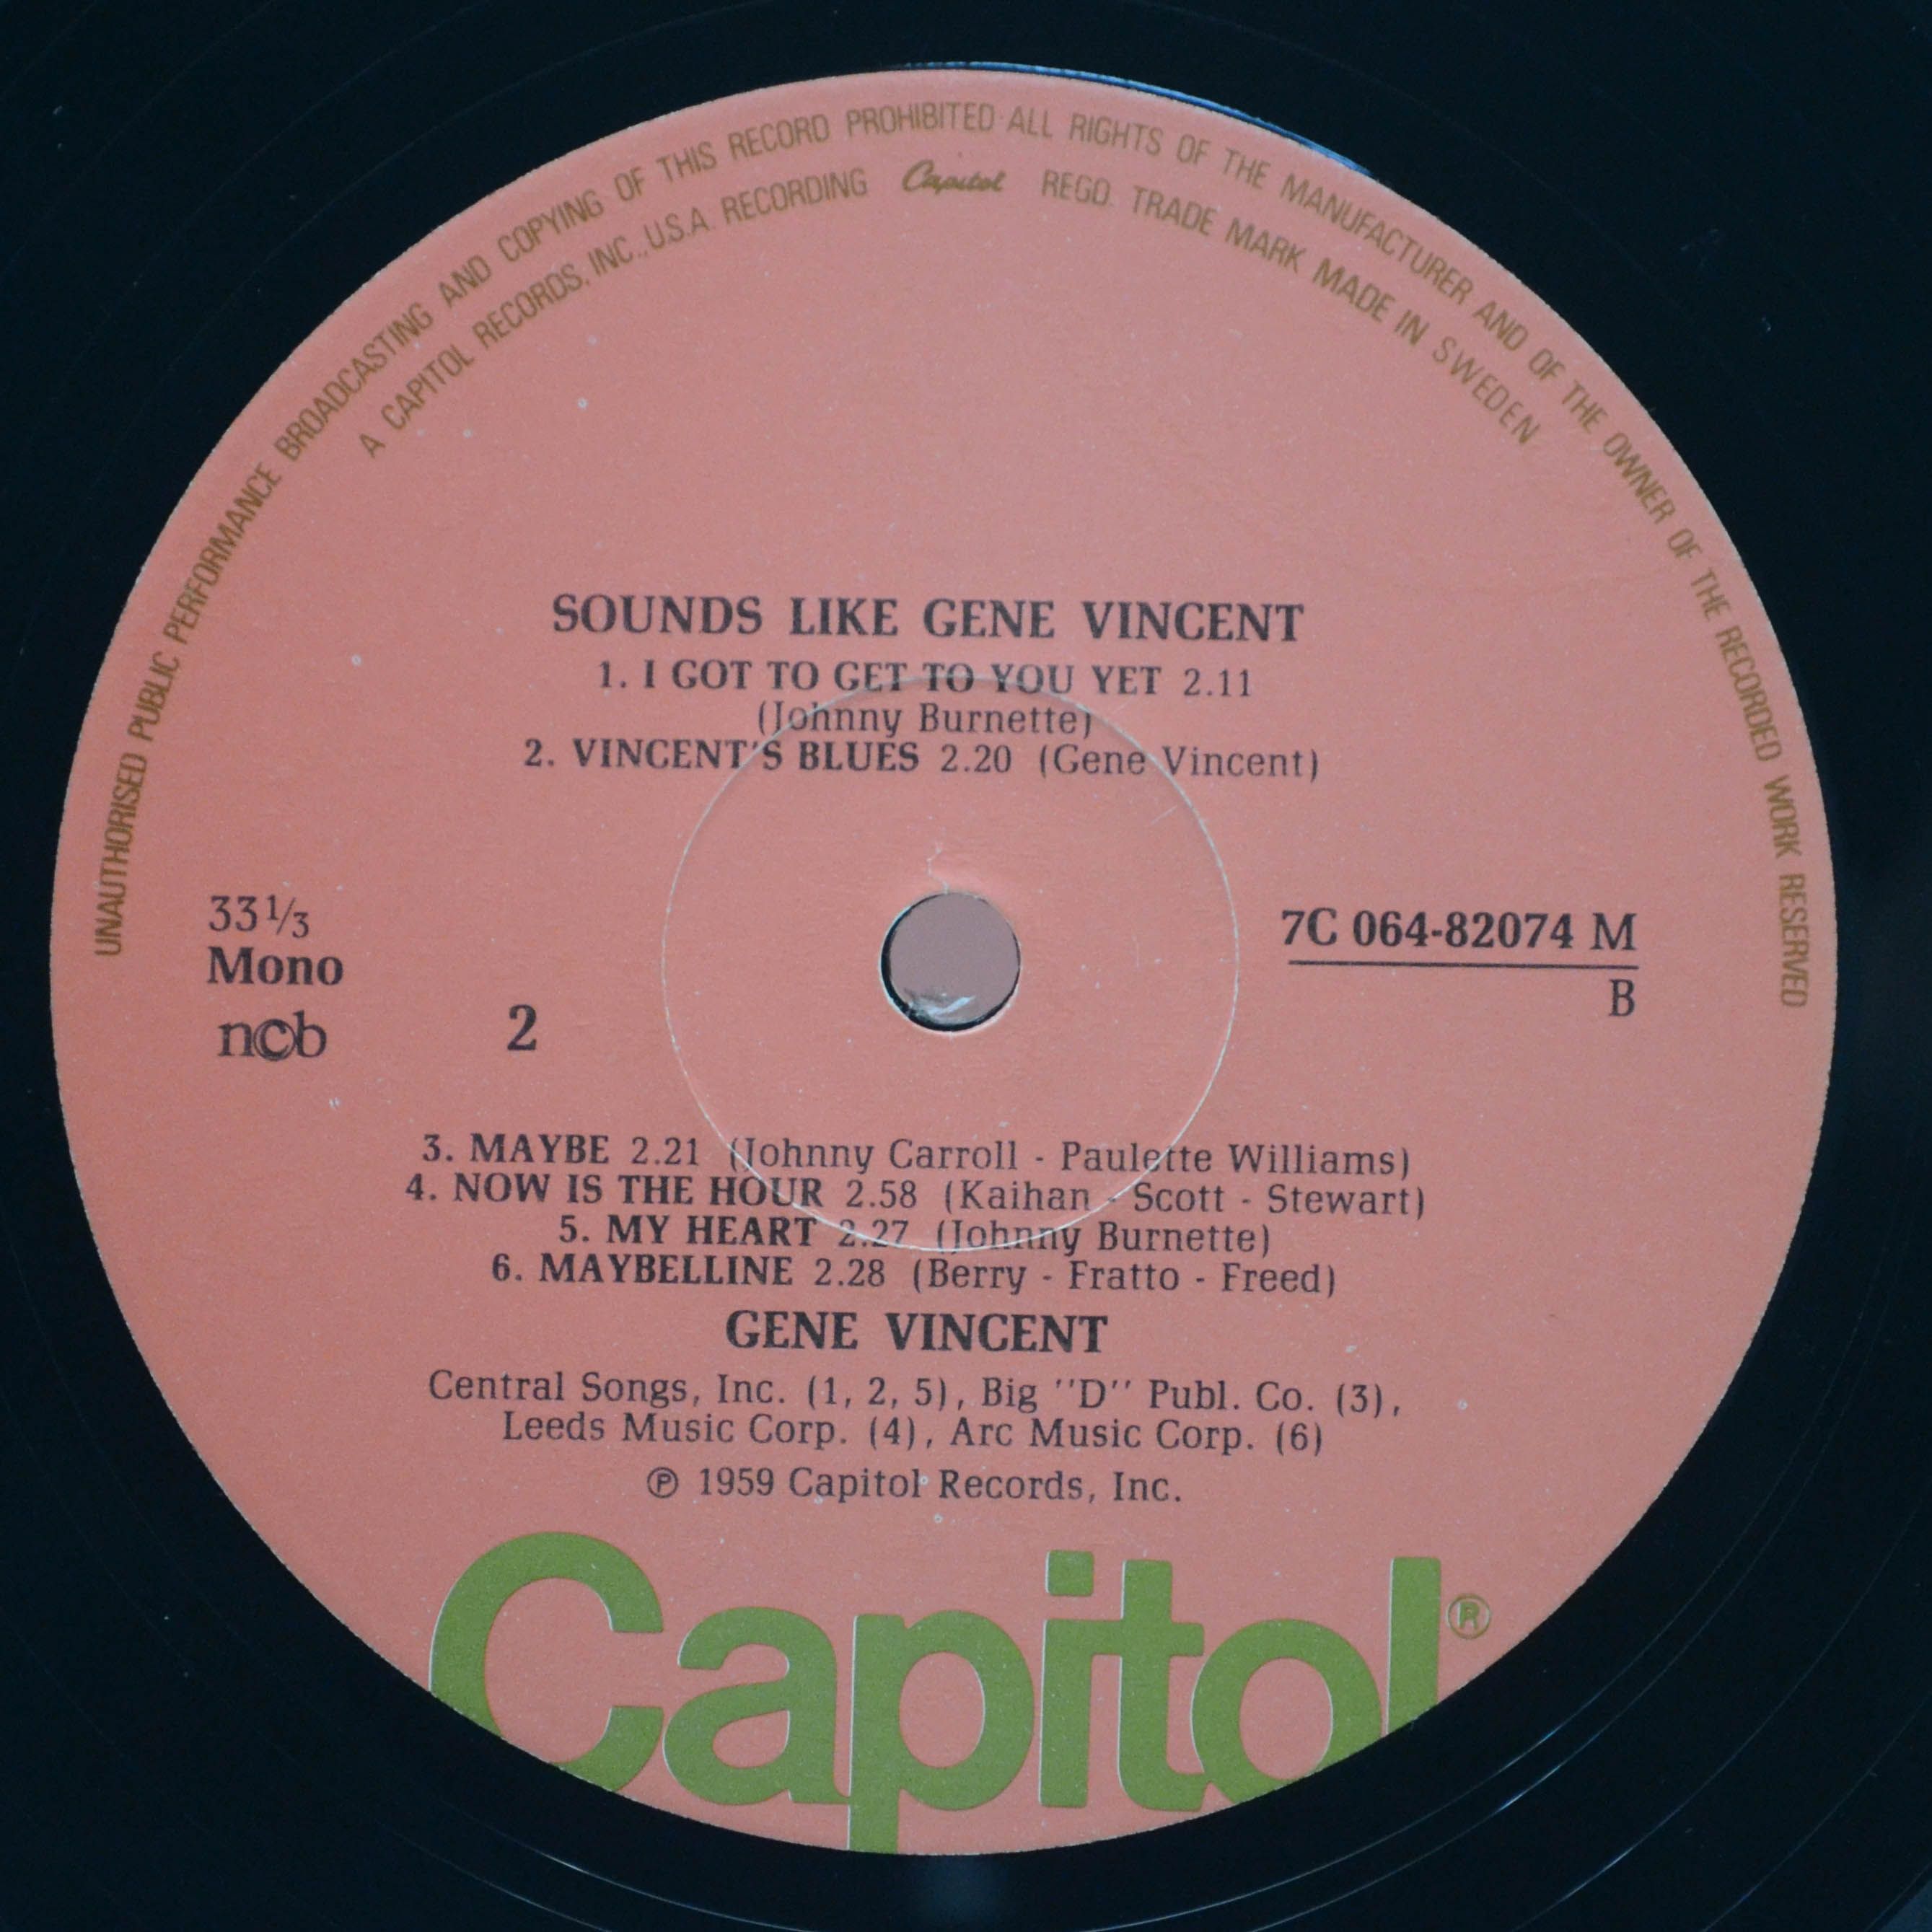 UNAUTHORISED PUBLIC PERFORMANCE BROADCASTING AND COPYING OF THIS RECORD PROHIBITED·ALL RIGHTS OF THE MANUFACTURER AND OF THE OWNER OF THE RECORDED WORK RESERVED
A CAPITOL RECORDS, INC., U.S.A. RECORDING Capitol REGD. TRADE MARK MADE IN SWEDEN
SOUNDS LIKE GENE VINCENT
1. I GOT TO GET TO YOU YET 2.11
(Johnny Burnette)
2. VINCENT'S BLUES 2.20 (Gene Vincent)
33⅓
Mono
ncb
2
7C 064-82074 M
B
3. MAYBE 2.21 (Johnny Carroll - Paulette Williams)
4. NOW IS THE HOUR 2.58 (Kaihan - Scott - Stewart)
5. MY HEART 2.27 (Johnny Burnette)
6. MAYBELLINE 2.28 (Berry - Fratto - Freed)
GENE VINCENT
Central Songs, Inc. (1, 2, 5), Big ''D'' Publ. Co. (3),
Leeds Music Corp. (4), Arc Music Corp. (6)
℗ 1959 Capitol Records, Inc.
Capitol®